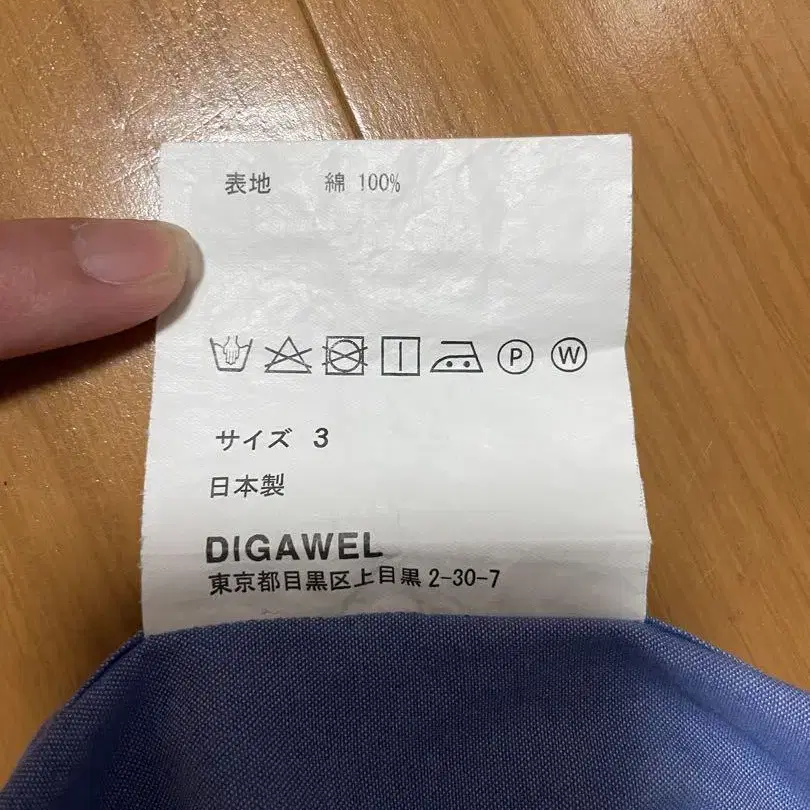 表地 綿 100%
P W
サイズ 3
日本製
DIGAWEL
東京都目黒区上目黒 2-30-7